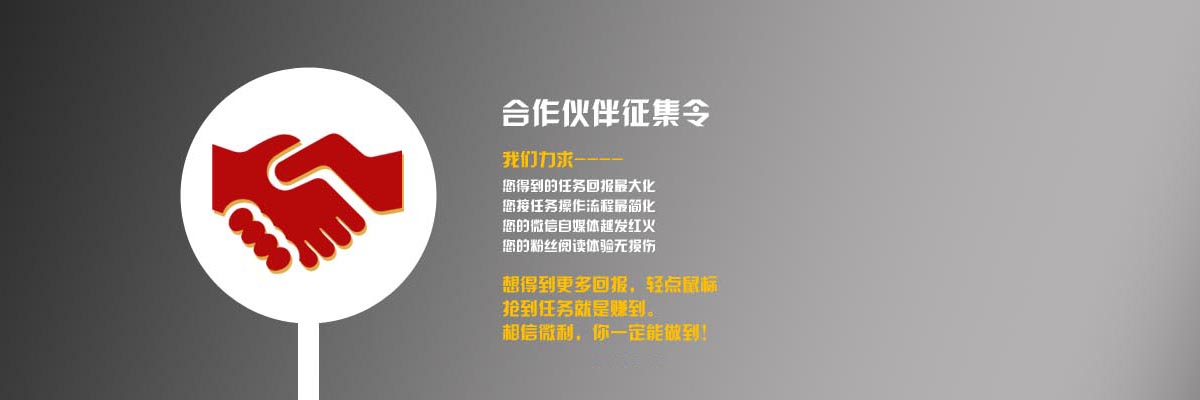 合作伙伴征集令
我们力求----
您得到的任务回报最大化
您接任务操作流程最简化
您的微信自媒体越发红火
您的粉丝阅读体验无损伤
想得到更多回报，轻点鼠标
抢到任务就是赚到。
相信微利，你一定能做到！